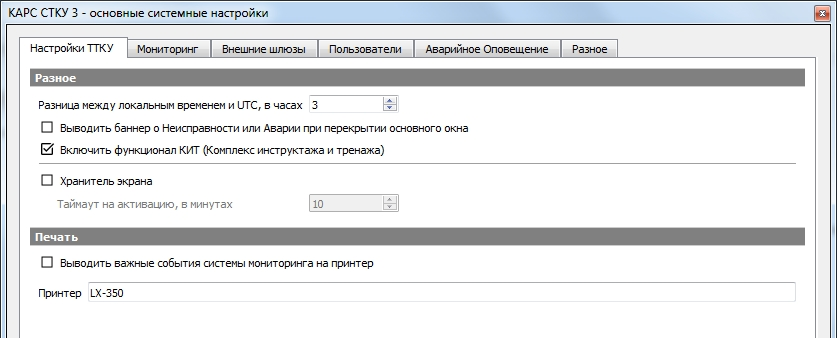 КАРС СТКУ 3 - основные системные настройки
Настройки ТТКУ
Мониторинг
Внешние шлюзы
Пользователи
Аварийное Оповещение
Разное
Разное
Разница между локальным временем и UTC, в часах 3
Выводить баннер о Неисправности или Аварии при перекрытии основного окна
Включить функционал КИТ (Комплекс инструктажа и тренажа)
Хранитель экрана
Таймаут на активацию, в минутах 10
Печать
Выводить важные события системы мониторинга на принтер
Принтер LX-350